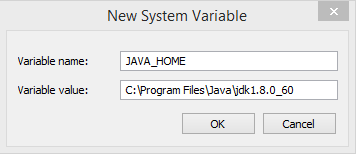 New System Variable
Variable name: JAVA_HOME
Variable value: C:\Program Files\Java\jdk1.8.0_60
OK Cancel